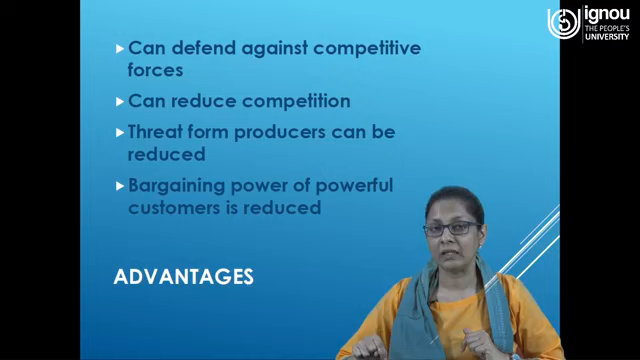 ignou
THE PEOPLE'S
UNIVERSITY
Can defend against competitive
forces
Can reduce competition
Threat form producers can be
reduced
Bargaining power of powerful
customers is reduced
ADVANTAGES